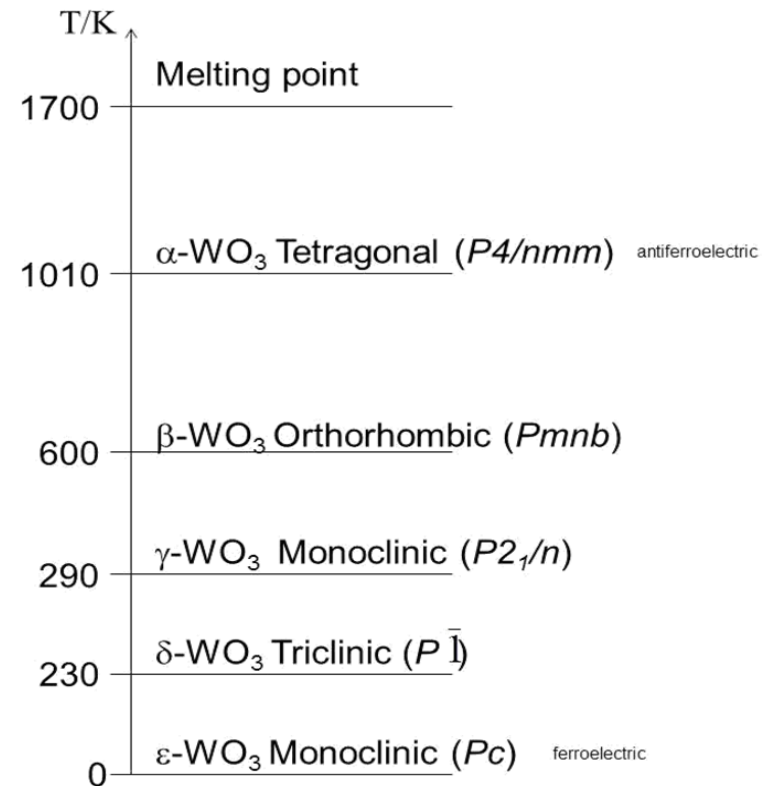 T/K
Melting point
1700
α-WO₃ Tetragonal (P4/nmm) antiferroelectric
1010
β-WO₃ Orthorhombic (Pmnb)
600
γ-WO₃ Monoclinic (P2₁/n)
290
δ-WO₃ Triclinic (P 1̄)
230
ε-WO₃ Monoclinic (Pc) ferroelectric
0